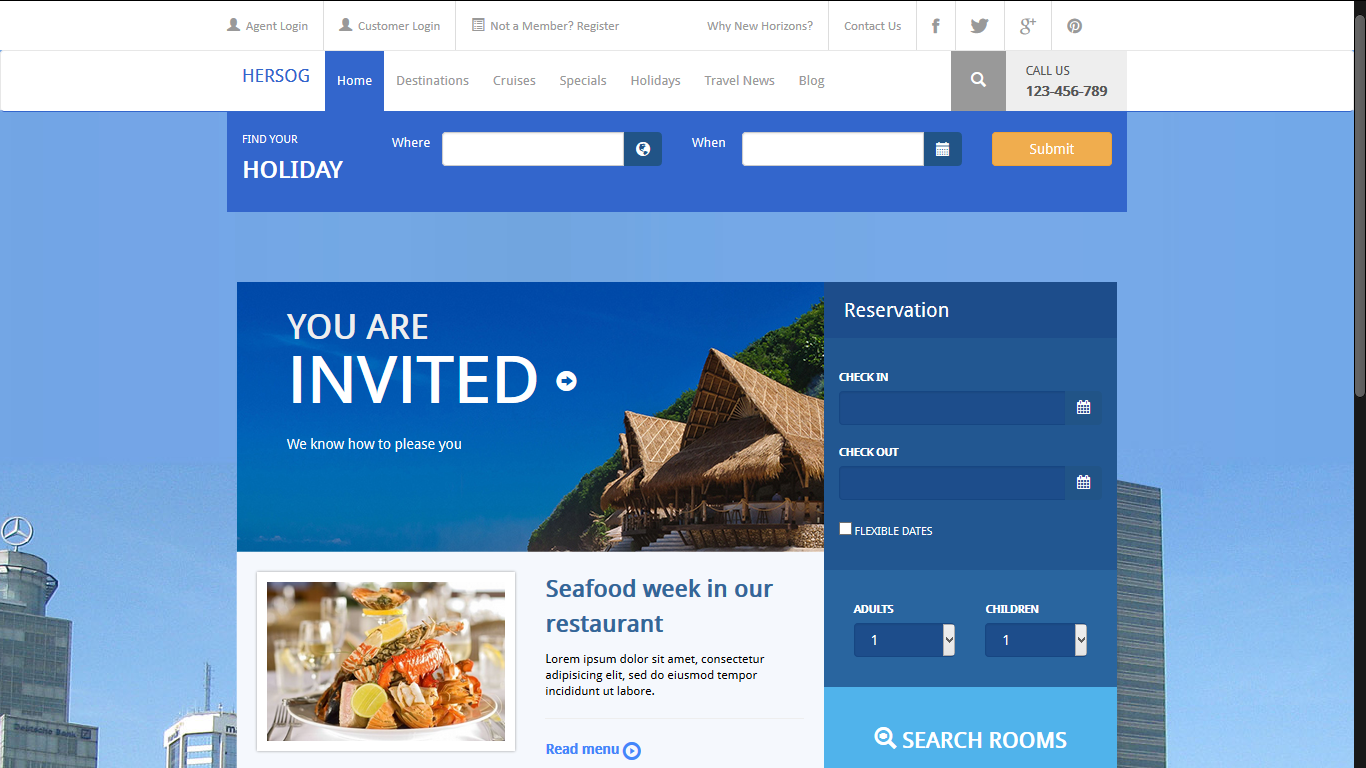 Agent Login
Customer Login
Not a Member? Register
Why New Horizons?
Contact Us
HERSOG
Home
Destinations
Cruises
Specials
Holidays
Travel News
Blog
CALL US
123-456-789
FIND YOUR
HOLIDAY
Where
When
Submit
YOU ARE
INVITED
We know how to please you
Reservation
CHECK IN
CHECK OUT
FLEXIBLE DATES
ADULTS
CHILDREN
1
1
SEARCH ROOMS
Seafood week in our
restaurant
Lorem ipsum dolor sit amet, consectetur
adipisicing elit, sed do eiusmod tempor
incididunt ut labore.
Read menu
Deutsche Bank